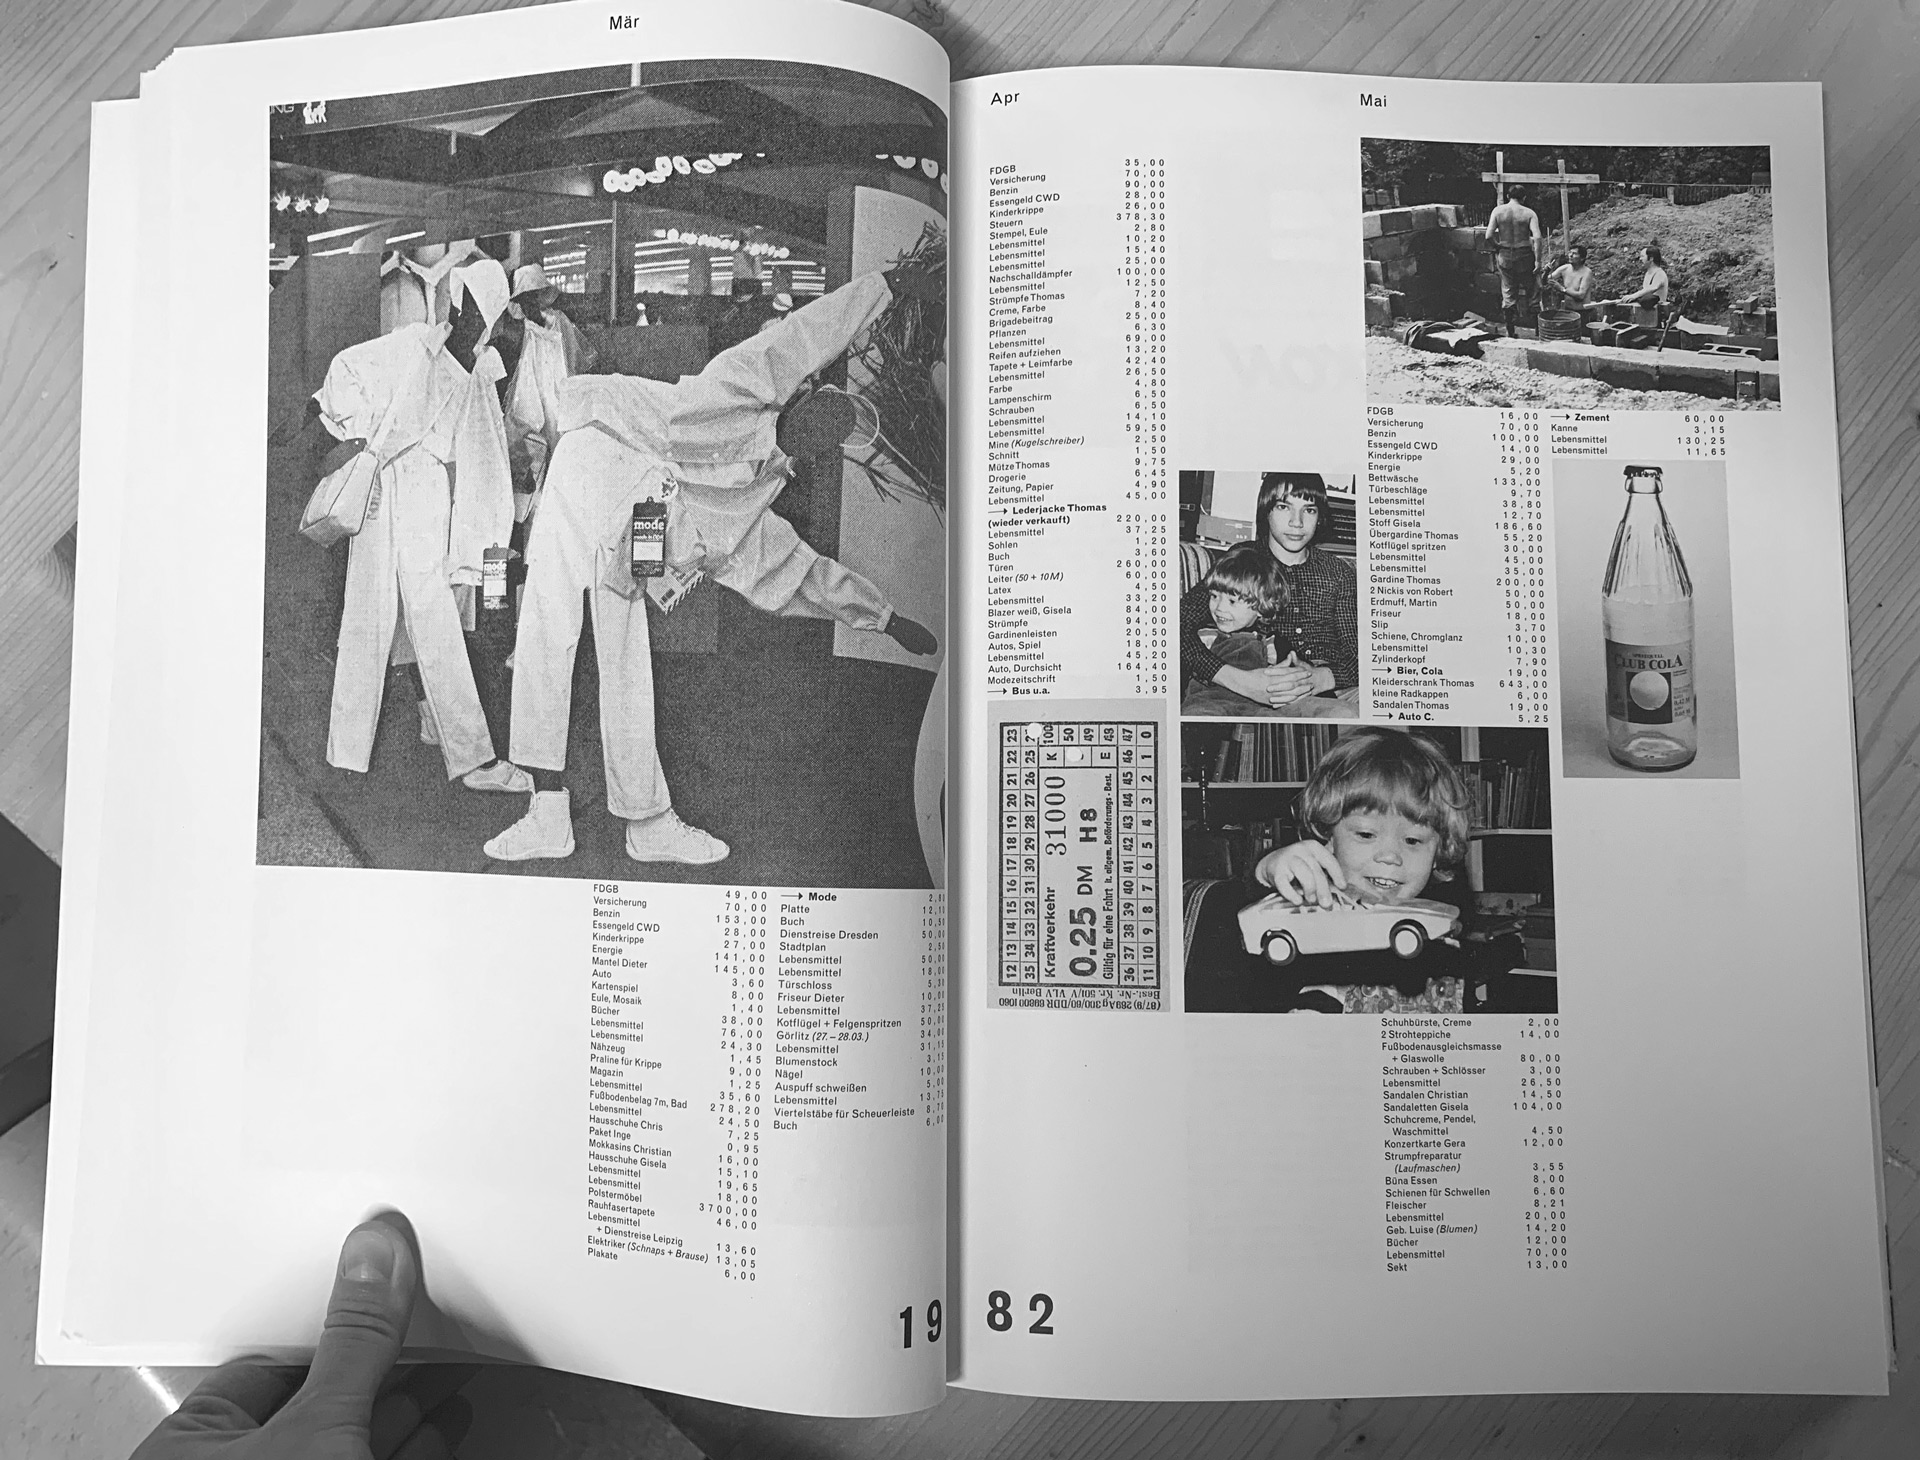 Mär
mode
made in DDR
mode
FDGB 49,00
Versicherung 70,00
Benzin 153,00
Essengeld CWD 28,00
Kinderkrippe 27,00
Energie 141,00
Mantel Dieter 145,00
Auto 3,60
Kartenspiel 8,00
Eule, Mosaik 1,40
Bücher 38,00
Lebensmittel 76,00
Lebensmittel 24,30
Nähzeug 1,45
Praline für Krippe 9,00
Magazin 1,25
Lebensmittel 35,60
Fußbodenbelag 7m, Bad 278,20
Lebensmittel 24,50
Hausschuhe Chris 7,25
Paket Inge 0,95
Mokkasins Christian 16,00
Hausschuhe Gisela 15,10
Lebensmittel 19,65
Lebensmittel 18,00
Polstermöbel 3700,00
Rauhfasertapete 46,00
Lebensmittel
+ Dienstreise Leipzig 13,60
Elektriker (Schnaps + Brause) 13,05
Plakate 6,00
→ Mode
Platte
Buch
Dienstreise Dresden 50,00
Stadtplan
Lebensmittel 50,00
Lebensmittel 18,00
Türschloss
Friseur Dieter 10,00
Lebensmittel 37,25
Kotflügel + Felgenspritzen 50,00
Görlitz (27. – 28.03.) 34,00
Lebensmittel 31,15
Blumenstock 3,15
Nägel 10,00
Auspuff schweißen 5,00
Lebensmittel 13,75
Viertelstäbe für Scheuerleiste 8,70
Buch 6,00
19
Apr
FDGB 35,00
Versicherung 70,00
Benzin 90,00
Essengeld CWD 28,00
Kinderkrippe 26,00
Steuern 378,30
Stempel, Eule 2,80
Lebensmittel 10,20
Lebensmittel 15,40
Lebensmittel 25,00
Nachschalldämpfer 100,00
Lebensmittel 12,50
Strümpfe Thomas 7,20
Creme, Farbe 8,40
Brigadebeitrag 25,00
Pflanzen 6,30
Lebensmittel 69,00
Reifen aufziehen 13,20
Tapete + Leimfarbe 42,40
Lebensmittel 26,50
Farbe 4,80
Lampenschirm 6,50
Schrauben 6,50
Lebensmittel 14,10
Lebensmittel 59,50
Mine (Kugelschreiber) 2,50
Schnitt 1,50
Mütze Thomas 9,75
Drogerie 6,45
Zeitung, Papier 4,90
Lebensmittel 45,00
→ Lederjacke Thomas
(wieder verkauft) 220,00
Lebensmittel 37,25
Sohlen 1,20
Buch 3,60
Türen 260,00
Leiter (50 + 10 M) 60,00
Latex 4,50
Lebensmittel 33,20
Blazer weiß, Gisela 84,00
Strümpfe 94,00
Gardinenleisten 20,50
Autos, Spiel 18,00
Lebensmittel 45,20
Auto, Durchsicht 164,40
Modezeitschrift 1,50
→ Bus u.a. 3,95
12 13 14 15 16 17 18 19 20 21 22 23
35 34 33 32 31 30 29 28 27 26 25
Kraftverkehr 31000 K 100
0.25 DM H8
50
49
Gültig für eine Fahrt lt. allgem. Beförderungs-Best. E 48
36 37 38 39 40 41 42 43 44 45 46 47
11 10 9 8 7 6 5 4 3 2 1 0
(87/9) 289 Ag 300/80/DDR 69800 1060
Best.-Nr. Kr. 501/V VLV Berlin
Mai
FDGB 16,00
Versicherung 70,00
Benzin 100,00
Essengeld CWD 14,00
Kinderkrippe 29,00
Energie 5,20
Bettwäsche 133,00
Türbeschläge 9,70
Lebensmittel 38,80
Lebensmittel 12,70
Stoff Gisela 186,60
Übergardine Thomas 55,20
Kotflügel spritzen 30,00
Lebensmittel 45,00
Lebensmittel 35,00
Gardine Thomas 200,00
2 Nickis von Robert 50,00
Erdmuff, Martin 50,00
Friseur 18,00
Slip 3,70
Schiene, Chromglanz 10,00
Lebensmittel 10,30
Zylinderkopf 7,90
→ Bier, Cola 19,00
Kleiderschrank Thomas 643,00
kleine Radkappen 6,00
Sandalen Thomas 19,00
→ Auto C. 5,25
→ Zement 60,00
Kanne 3,15
Lebensmittel 130,25
Lebensmittel 11,65
CLUB COLA
Schuhbürste, Creme 2,00
2 Strohteppiche 14,00
Fußbodenausgleichsmasse
+ Glaswolle 80,00
Schrauben + Schlösser 3,00
Lebensmittel 26,50
Sandalen Christian 14,50
Sandaletten Gisela 104,00
Schuhcreme, Pendel,
Waschmittel 4,50
Konzertkarte Gera 12,00
Strumpfreparatur
(Laufmaschen) 3,55
Büna Essen 8,00
Schienen für Schwellen 6,60
Fleischer 8,21
Lebensmittel 20,00
Geb. Luise (Blumen) 14,20
Bücher 12,00
Lebensmittel 70,00
Sekt 13,00
82